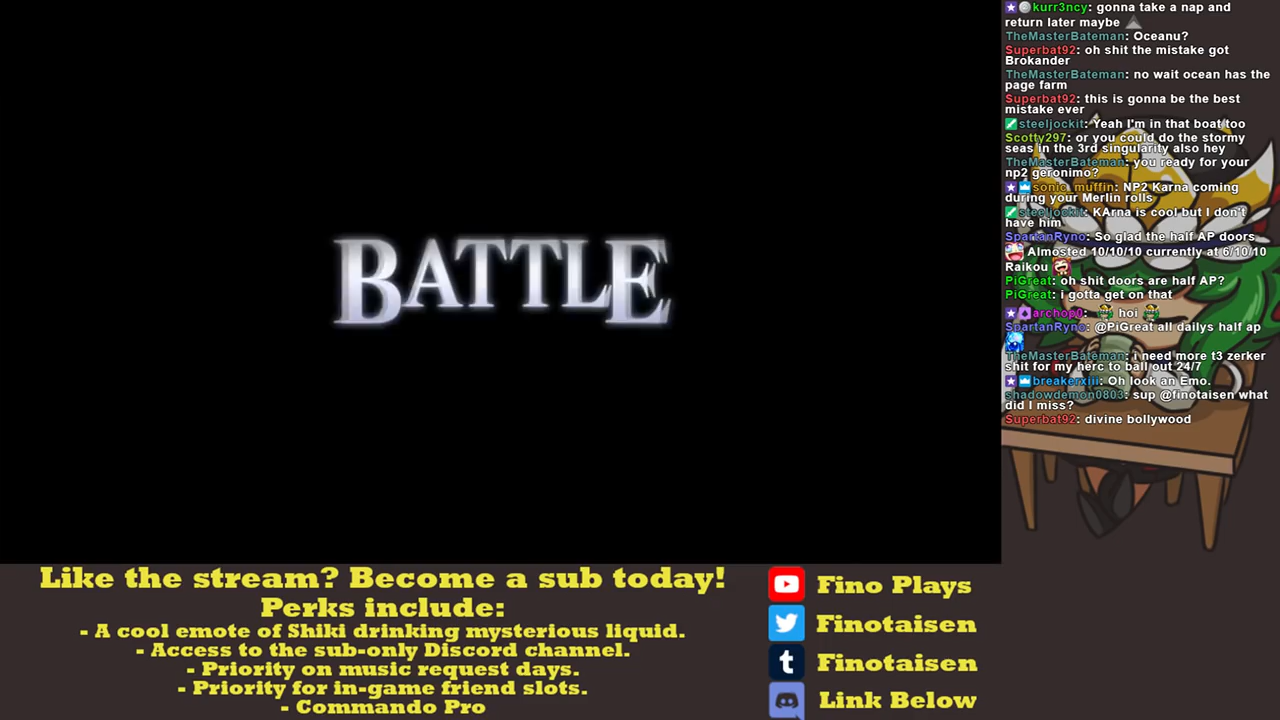 BATTLE
kurr3ncy: gonna take a nap and
return later maybe
TheMasterBateman: Oceanu?
Superbat92: oh shit the mistake got
Brokander
TheMasterBateman: no wait ocean has the
page farm
Superbat92: this is gonna be the best
mistake ever
steeljockit: Yeah I'm in that boat too
Scotty297: or you could do the stormy
seas in the 3rd singularity also hey
TheMasterBateman: you ready for your
np2 geronimo?
sonic_muffin: NP2 Karna coming
during your Merlin rolls
steeljockit: KArna is cool but I don't
have him
SpartanRyno: So glad the half AP doors
Almosted 10/10/10 currently at 6/10/10
Raikou
PiGreat: oh shit doors are half AP?
PiGreat: i gotta get on that
archop0: hoi
SpartanRyno: @PiGreat all dailys half ap
TheMasterBateman: i need more t3 zerker
shit for my herc to ball out 24/7
breakerxiii: Oh look an Emo.
shadowdemon0803: sup @finotaisen what
did I miss?
Superbat92: divine bollywood
Like the stream? Become a sub today!
Perks include:
- A cool emote of Shiki drinking mysterious liquid.
- Access to the sub-only Discord channel.
- Priority on music request days.
- Priority for in-game friend slots.
- Commando Pro
Fino Plays
Finotaisen
Finotaisen
Link Below